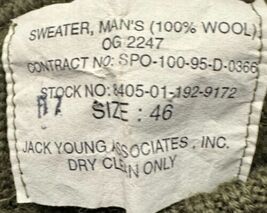 SWEATER, MAN'S (100% WOOL)
OG 2247
CONTRACT NO: SPO-100-95-D-0366
STOCK NO: 8405-01-192-9172
SIZE : 46
JACK YOUNG ASSOCIATES , INC.
DRY CLEAN ONLY